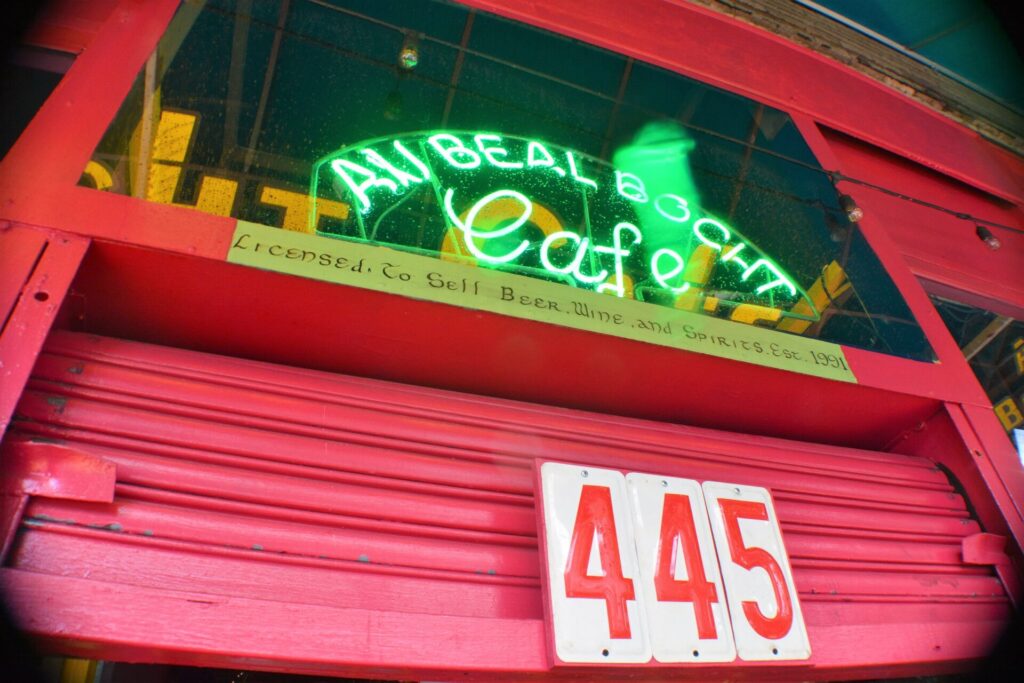 AN BEAL BOCHT
Cafe
Licensed. To Sell Beer. Wine. and Spirits. Est. 1991
445